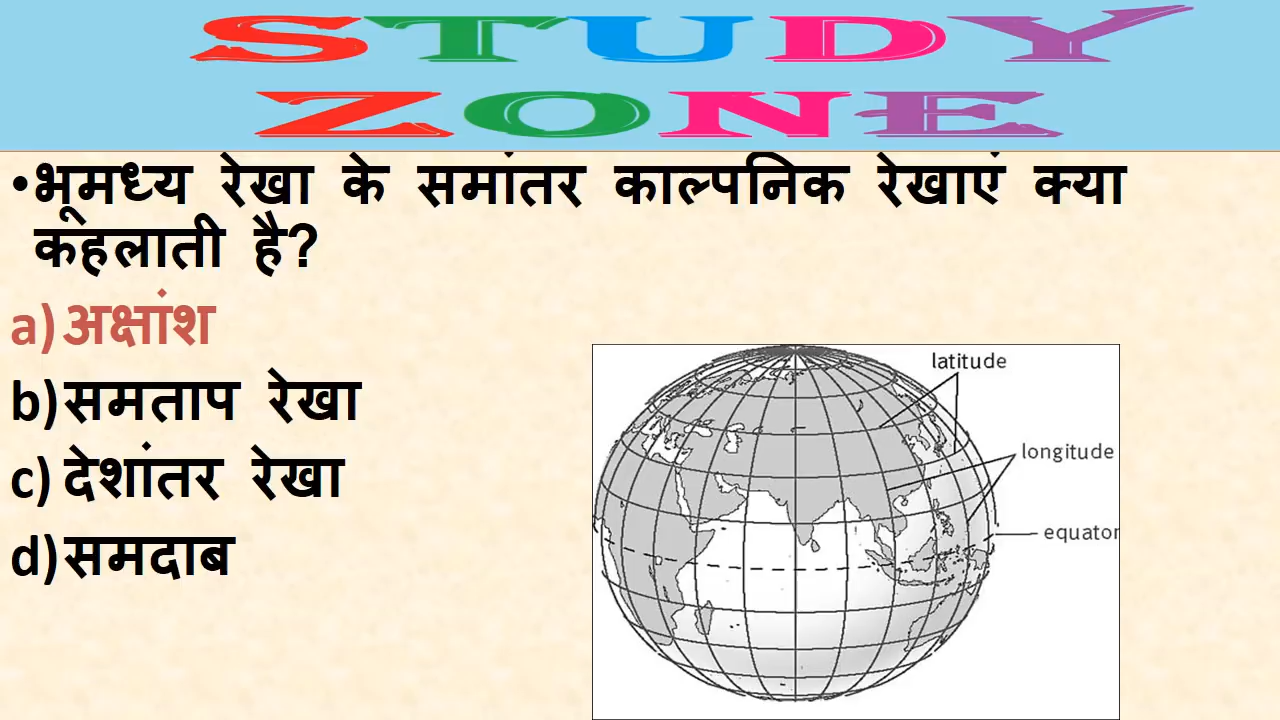 STUDY
ZONE
•भूमध्य रेखा के समांतर काल्पनिक रेखाएं क्या
कहलाती है?
a) अक्षांश
b) समताप रेखा
c) देशांतर रेखा
d) समदाब
latitude
longitude
equator